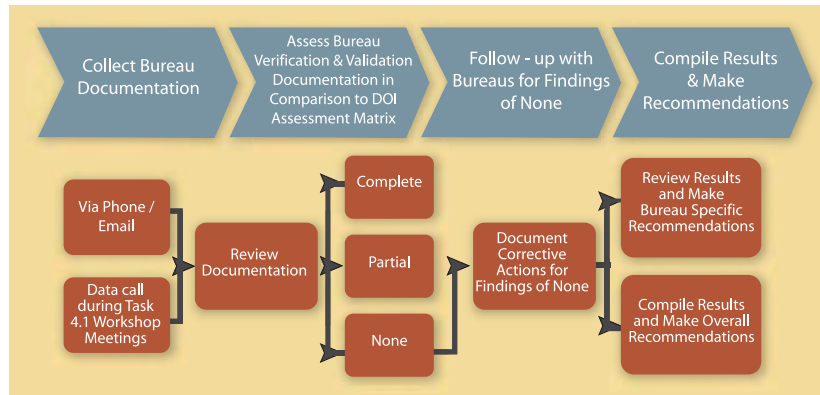 Collect Bureau
Documentation
Assess Bureau
Verification & Validation
Documentation in
Comparison to DOI
Assessment Matrix
Follow - up with
Bureaus for Findings
of None
Compile Results
& Make
Recommendations
Via Phone /
Email
Data call
during Task
4.1 Workshop
Meetings
Review
Documentation
Complete
Partial
None
Document
Corrective
Actions for
Findings of None
Review Results
and Make
Bureau Specific
Recommendations
Compile Results
and Make Overall
Recommendations